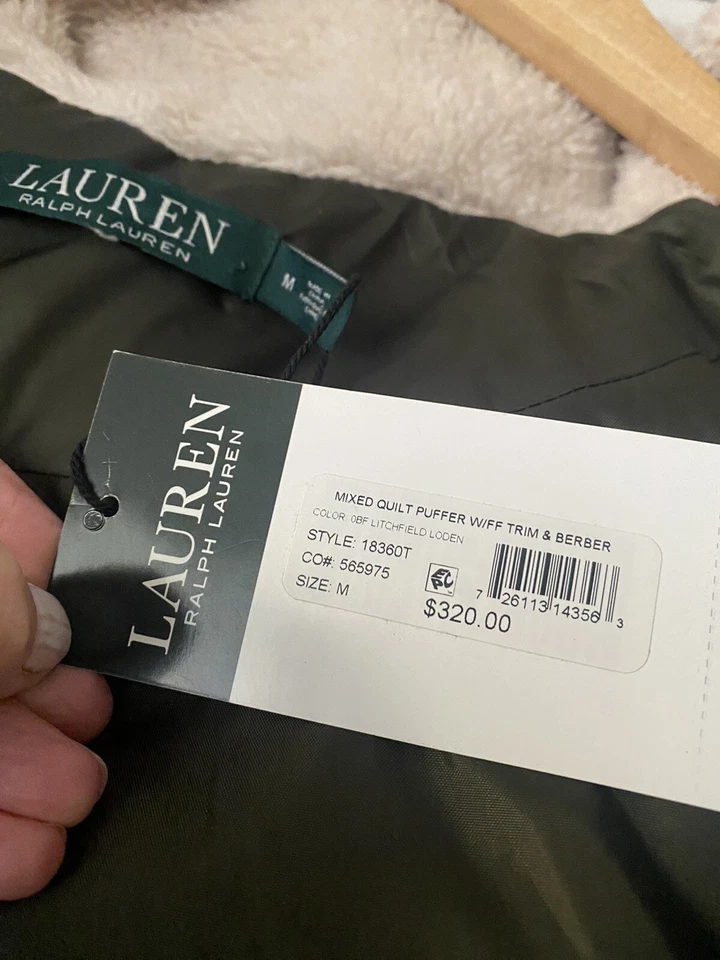 LAUREN
RALPH LAUREN
M
LAUREN
RALPH LAUREN
MIXED QUILT PUFFER W/FF TRIM & BERBER
COLOR: 0BF LITCHFIELD LODEN
STYLE: 18360T
CO#: 565975
SIZE: M
7 26113 14356 3
$320.00